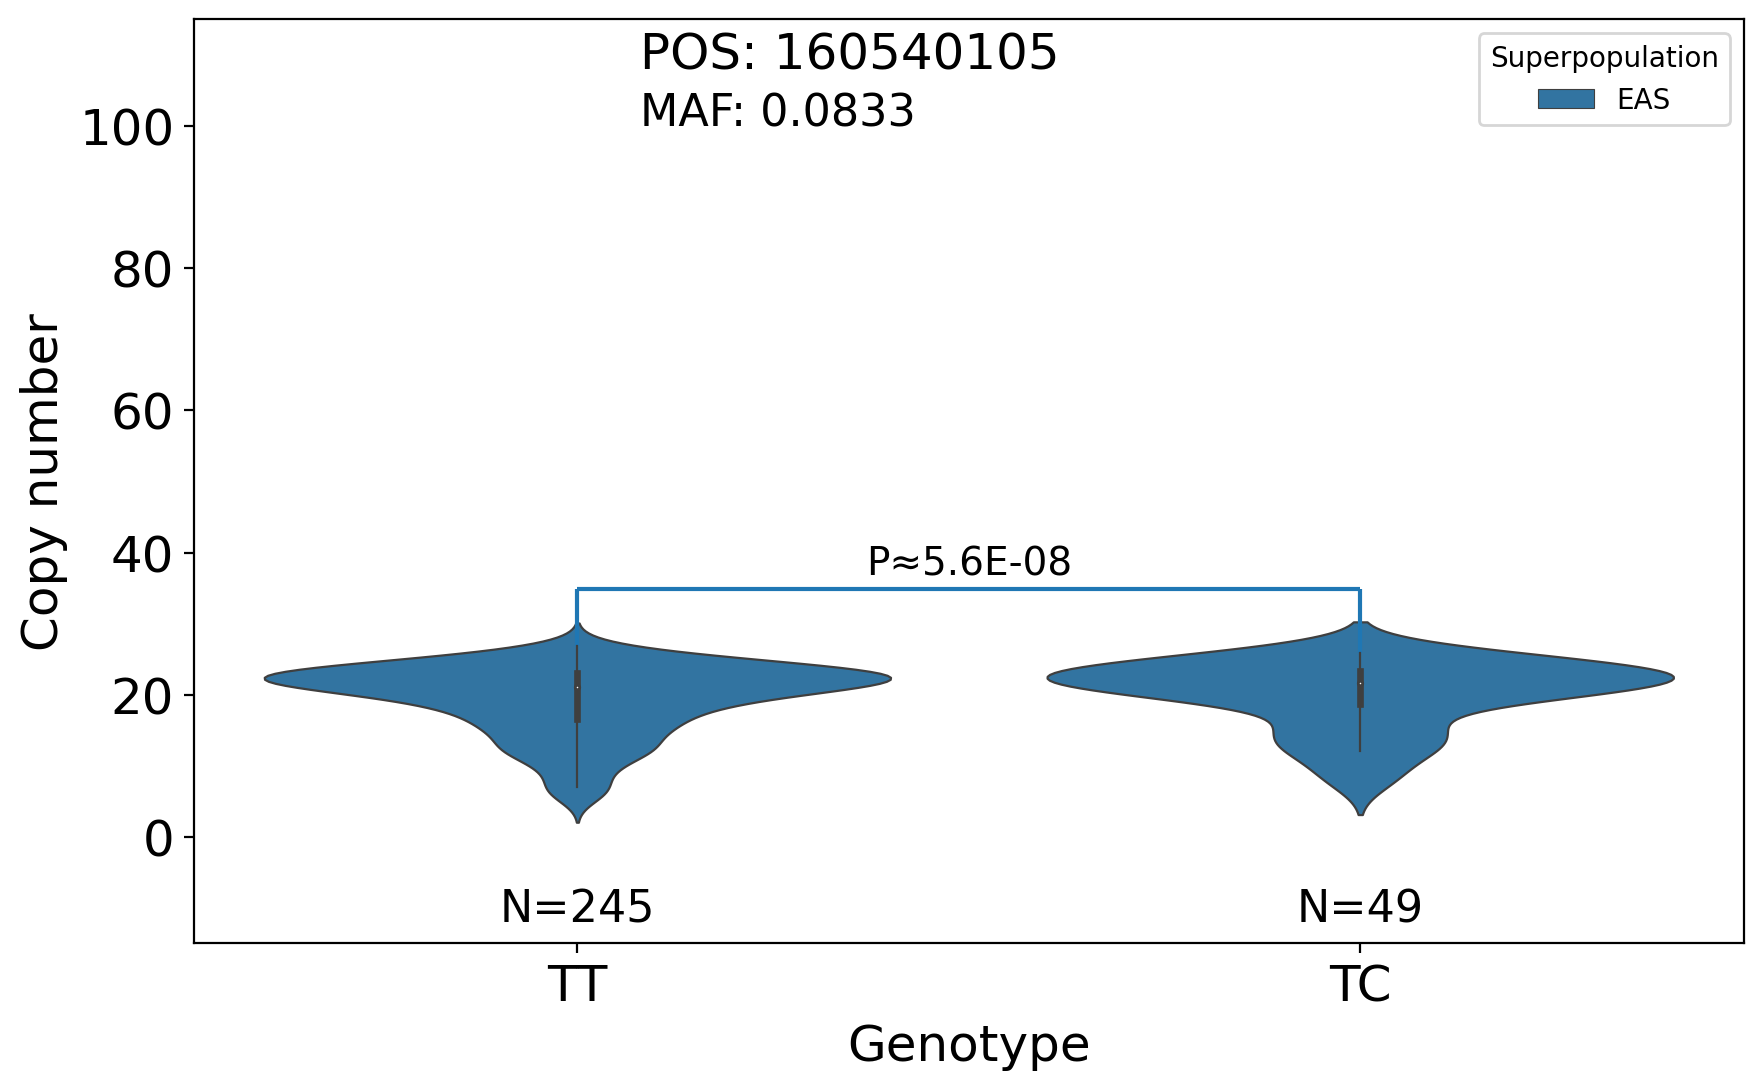 POS: 160540105
MAF: 0.0833
Superpopulation
EAS
Copy number
100
80
60
40
20
0
P≈5.6E-08
N=245
N=49
TT
TC
Genotype